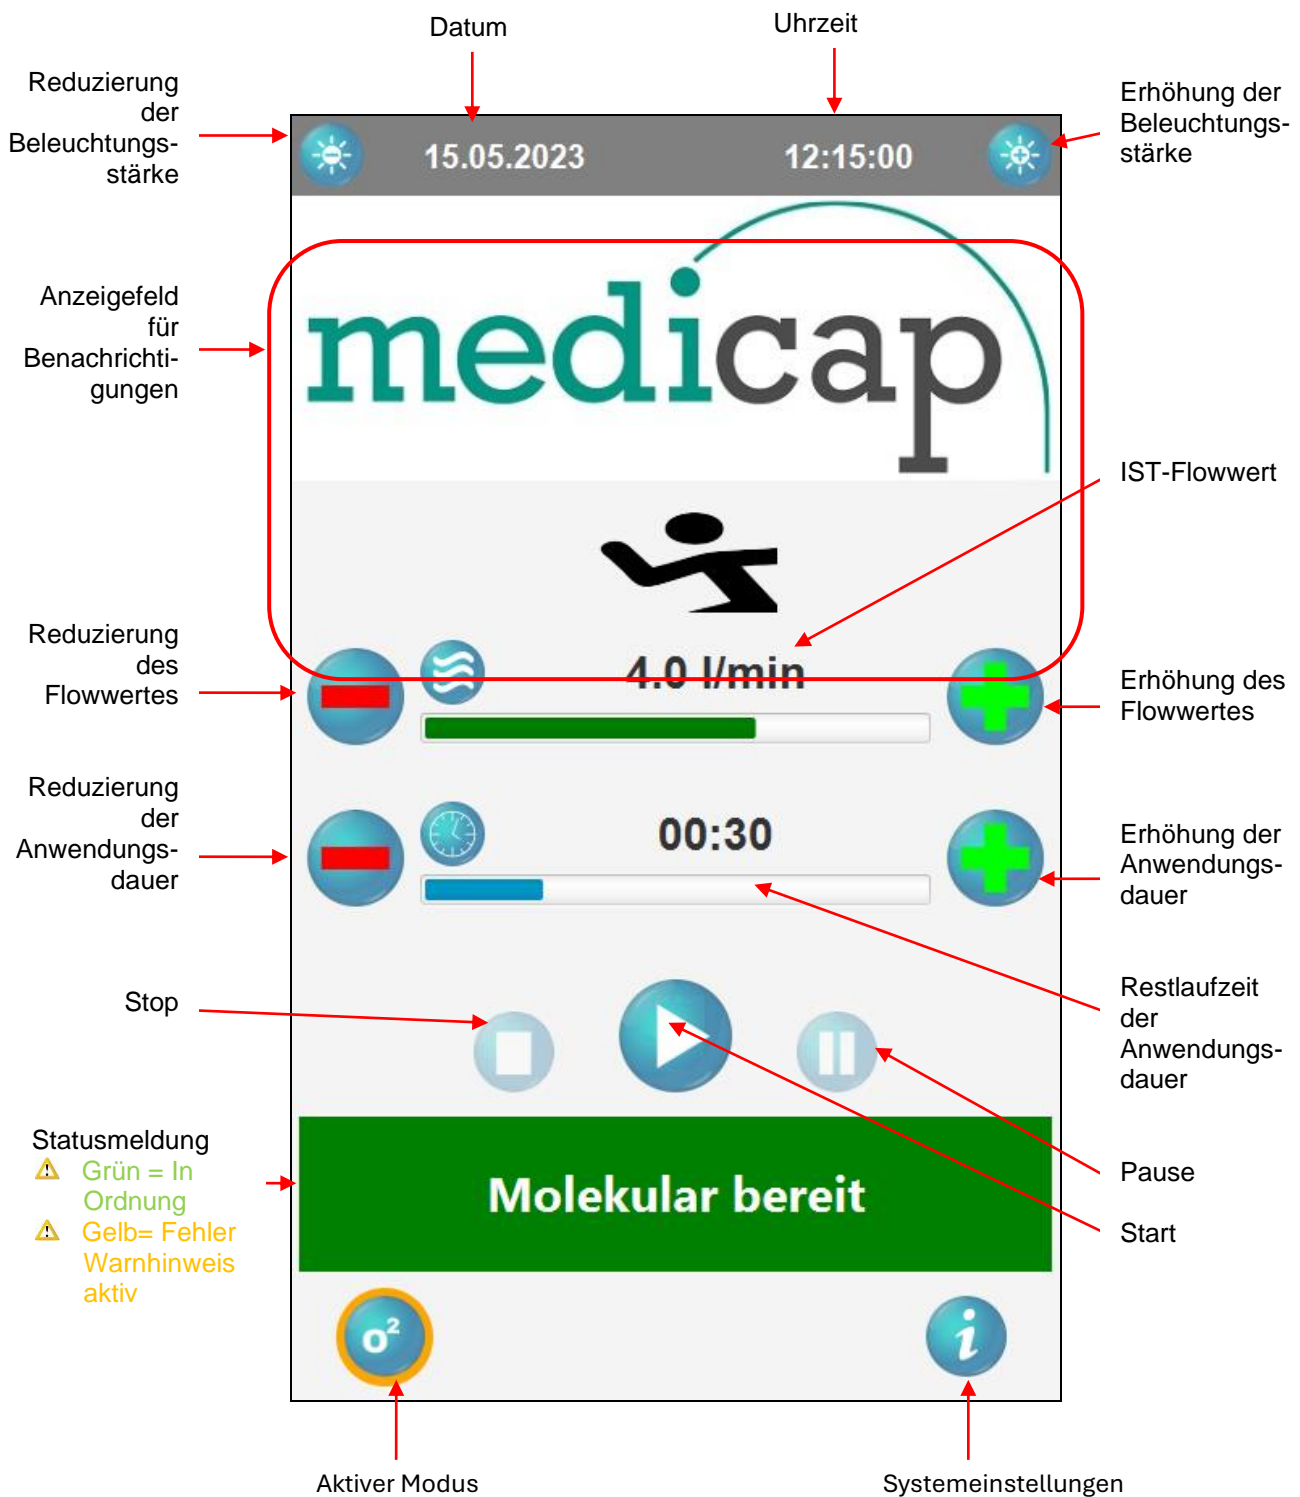 Datum
Uhrzeit
Reduzierung
der
Beleuchtungs-
stärke
Erhöhung der
Beleuchtungs-
stärke
15.05.2023
12:15:00
Anzeigefeld
für
Benachrichti-
gungen
medicap
IST-Flowwert
Reduzierung
des
Flowwertes
4.0 l/min
Erhöhung des
Flowwertes
Reduzierung
der
Anwendungs-
dauer
00:30
Erhöhung der
Anwendungs-
dauer
Stop
Restlaufzeit
der
Anwendungs-
dauer
Statusmeldung
Grün = In
Ordnung
Gelb= Fehler
Warnhinweis
aktiv
Molekular bereit
Pause
Start
o²
i
Aktiver Modus
Systemeinstellungen